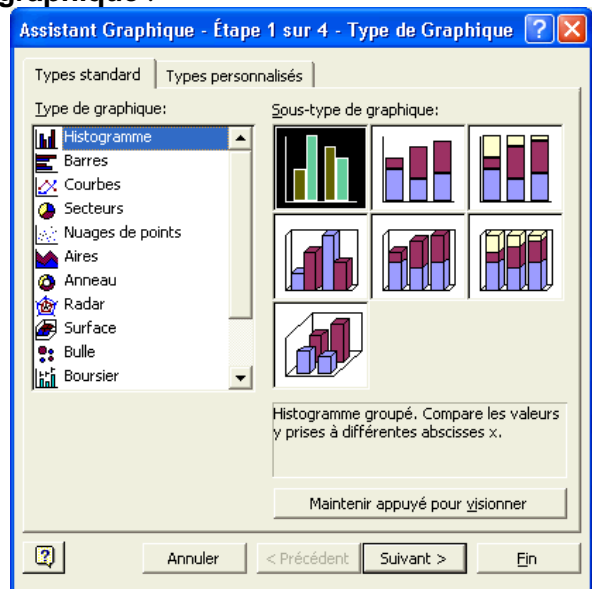 graphique .
Assistant Graphique - Étape 1 sur 4 - Type de Graphique
Types standard
Types personnalisés
Type de graphique:
Histogramme
Barres
Courbes
Secteurs
Nuages de points
Aires
Anneau
Radar
Surface
Bulle
Boursier
Sous-type de graphique:
Histogramme groupé. Compare les valeurs
y prises à différentes abscisses x.
Maintenir appuyé pour visionner
Annuler
< Précédent
Suivant >
Fin